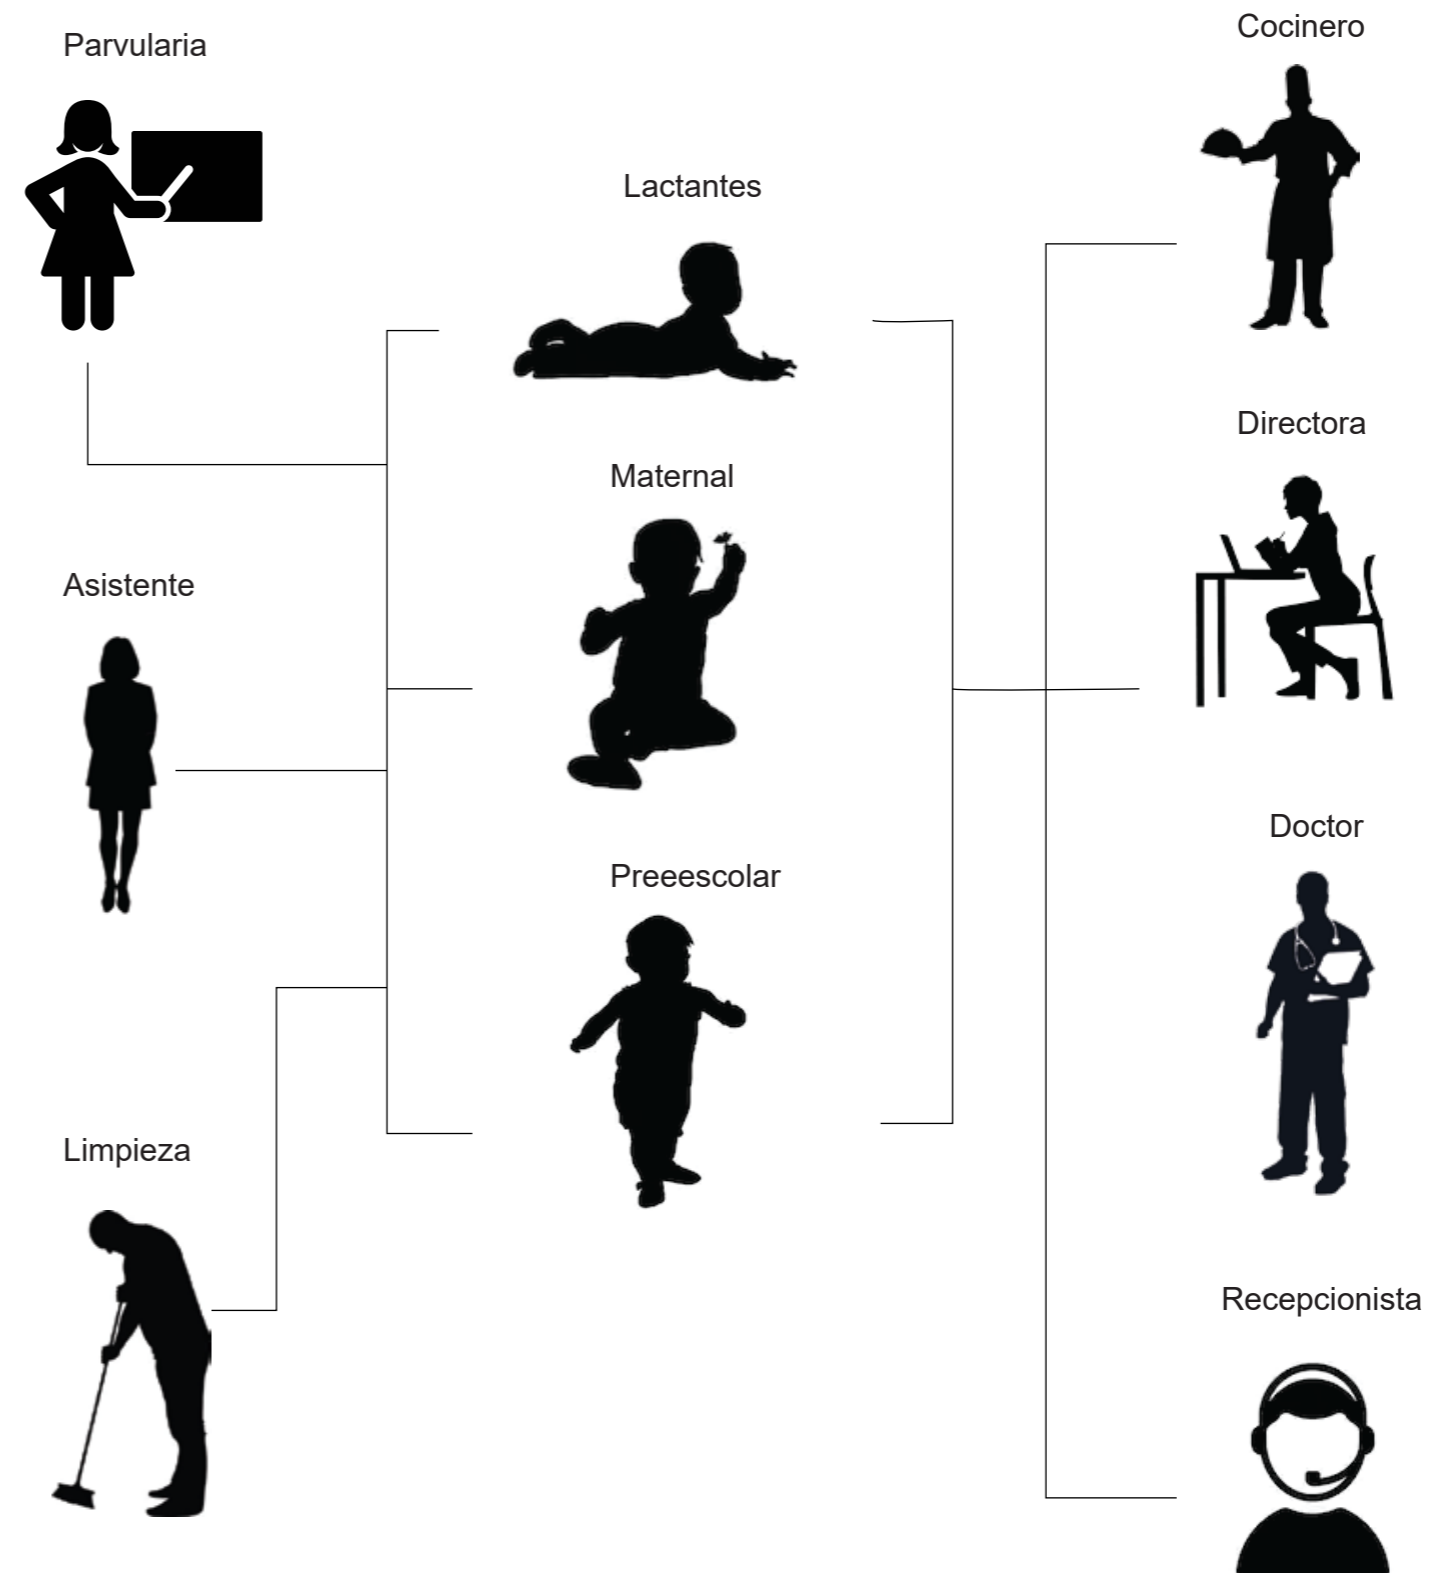 Parvularia
Asistente
Limpieza
Lactantes
Maternal
Preeescolar
Cocinero
Directora
Doctor
Recepcionista